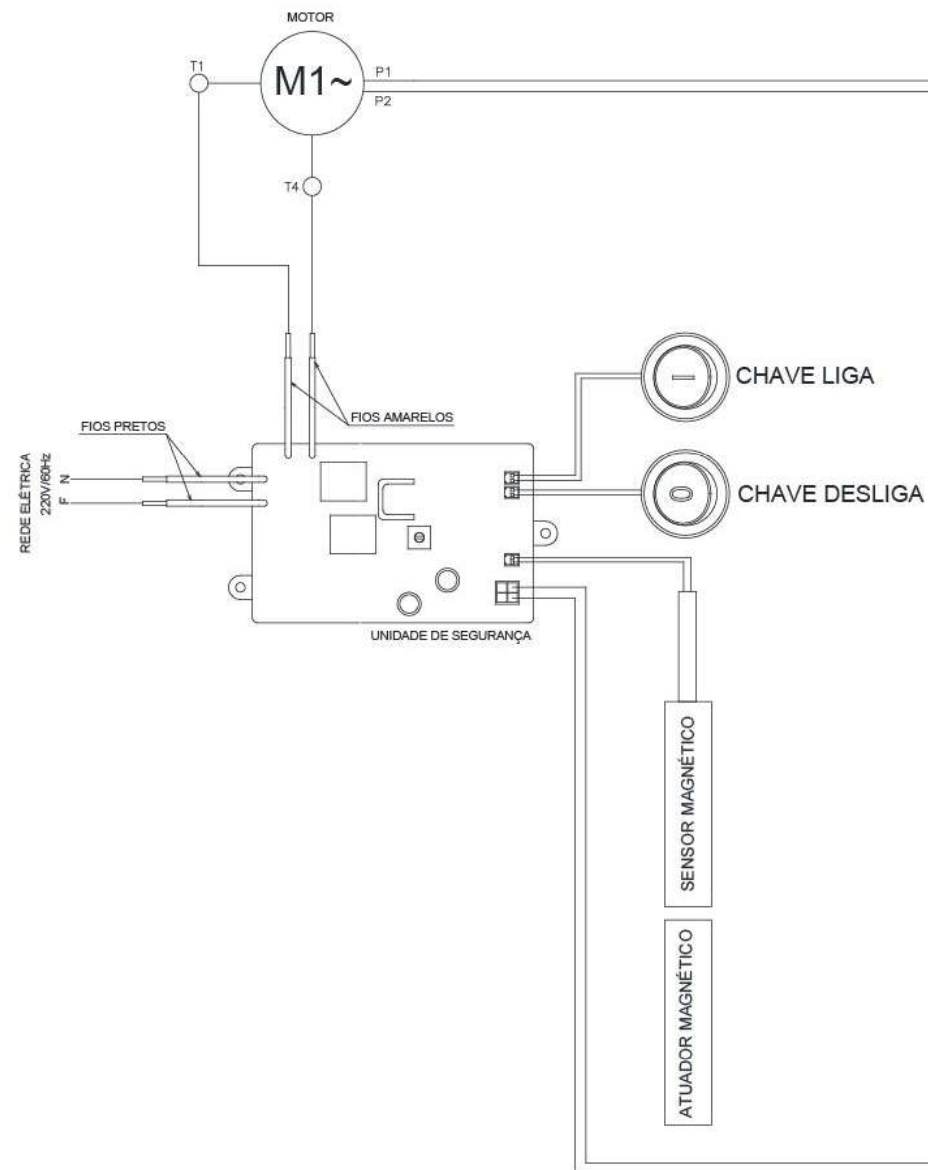 MOTOR
T1
M1~
P1
P2
T4
CHAVE LIGA
FIOS AMARELOS
FIOS PRETOS
REDE ELÉTRICA
220V/60Hz
N
F
CHAVE DESLIGA
UNIDADE DE SEGURANÇA
SENSOR MAGNÉTICO
ATUADOR MAGNÉTICO